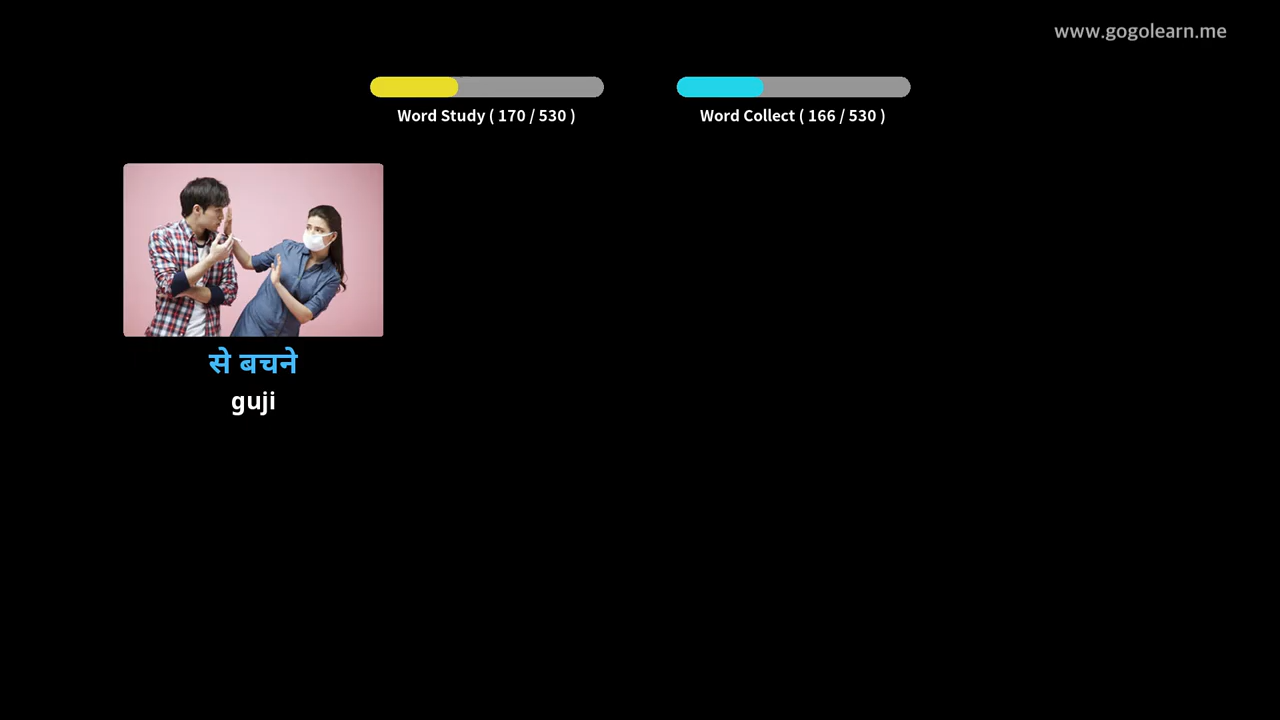 www.gogolearn.me
Word Study ( 170 / 530 )
Word Collect ( 166 / 530 )
से बचने
guji